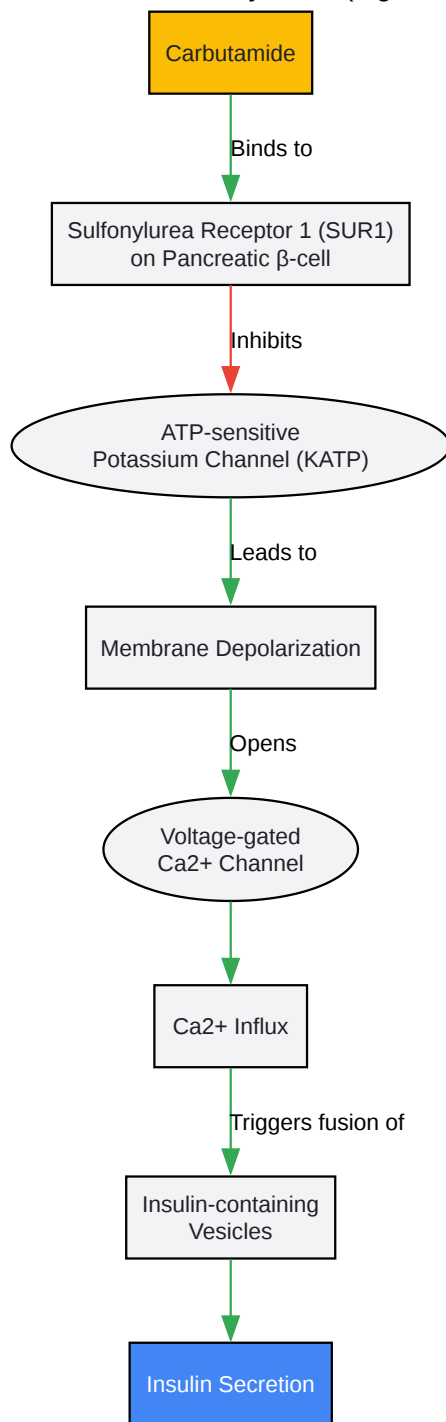 Carbutamide
Binds to
Sulfonylurea Receptor 1 (SUR1)
on Pancreatic β-cell
Inhibits
ATP-sensitive
Potassium Channel (KATP)
Leads to
Membrane Depolarization
Opens
Voltage-gated
Ca2+ Channel
Ca2+ Influx
Triggers fusion of
Insulin-containing
Vesicles
Insulin Secretion